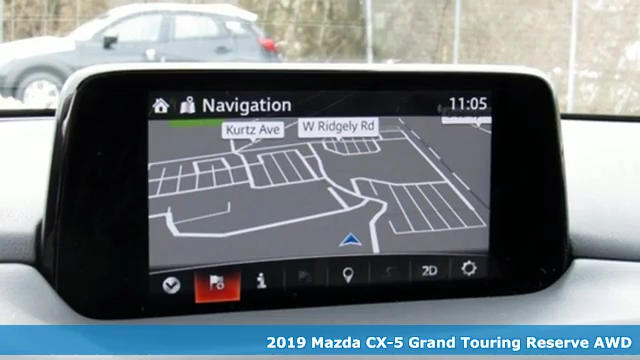 Navigation 11:05
Kurtz Ave
W Ridgely Rd
2D
2019 Mazda CX-5 Grand Touring Reserve AWD